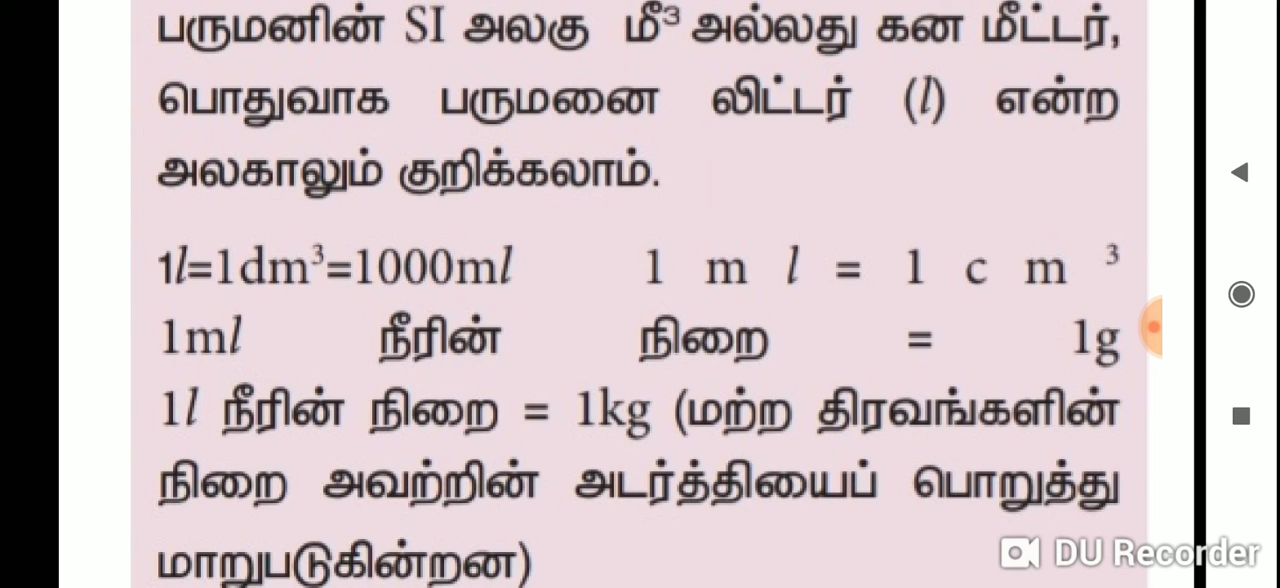 பருமனின் SI அலகு மீ³ அல்லது கன மீட்டர்,
பொதுவாக பருமனை லிட்டர் (l) என்ற
அலகாலும் குறிக்கலாம்.
1l=1dm³=1000ml 1 m l = 1 c m ³
1ml நீரின் நிறை = 1g
1l நீரின் நிறை = 1kg (மற்ற திரவங்களின்
நிறை அவற்றின் அடர்த்தியைப் பொறுத்து
மாறுபடுகின்றன)
DU Recorder